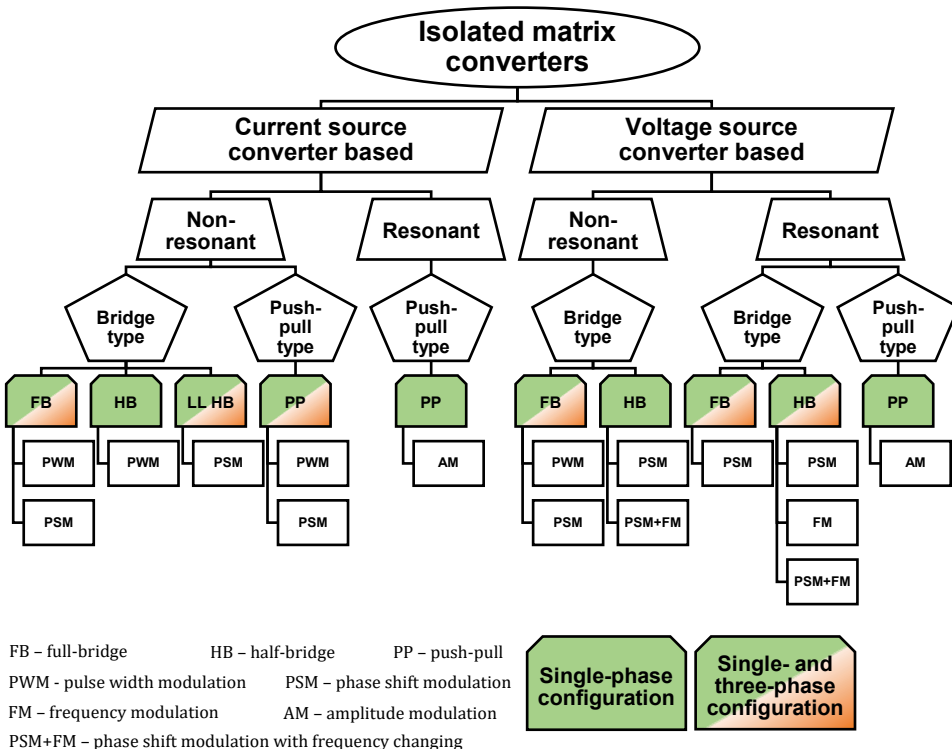 Isolated matrix
converters
Current source
converter based
Voltage source
converter based
Non-
resonant
Resonant
Non-
resonant
Resonant
Bridge
type
Push-
pull
type
Push-
pull
type
Bridge
type
Bridge
type
Push-
pull
type
FB
HB
LL HB
PP
PP
FB
HB
FB
HB
PP
PWM
PWM
PSM
PWM
AM
PWM
PSM
PSM
PSM
AM
PSM
PSM
PSM
PSM+FM
FM
PSM+FM
FB – full-bridge
HB – half-bridge
PP – push-pull
PWM - pulse width modulation
PSM – phase shift modulation
FM – frequency modulation
AM – amplitude modulation
PSM+FM – phase shift modulation with frequency changing
Single-phase
configuration
Single- and
three-phase
configuration